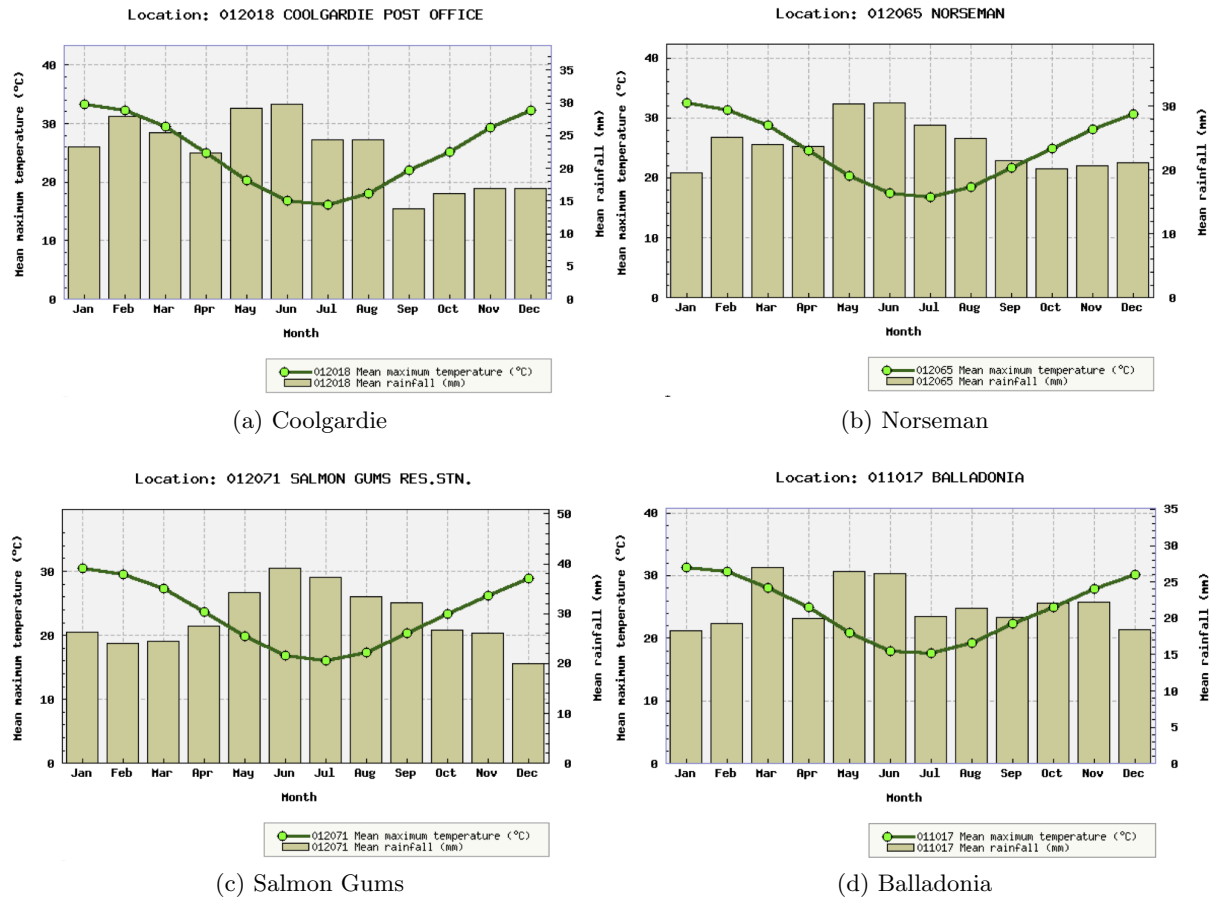 Location: 012018 COOLGARDIE POST OFFICE
Mean maximum temperature (°C)
40
30
20
10
0
35
30
25
20
15
10
5
0
Mean rainfall (mm)
Jan Feb Mar Apr May Jun Jul Aug Sep Oct Nov Dec
Month
012018 Mean maximum temperature (°C)
012018 Mean rainfall (mm)
(a) Coolgardie
Location: 012065 NORSEMAN
Mean maximum temperature (°C)
40
30
20
10
0
30
20
10
0
Mean rainfall (mm)
Jan Feb Mar Apr May Jun Jul Aug Sep Oct Nov Dec
Month
012065 Mean maximum temperature (°C)
012065 Mean rainfall (mm)
(b) Norseman
Location: 012071 SALMON GUMS RES.STN.
Mean maximum temperature (°C)
30
20
10
0
50
40
30
20
10
0
Mean rainfall (mm)
Jan Feb Mar Apr May Jun Jul Aug Sep Oct Nov Dec
Month
012071 Mean maximum temperature (°C)
012071 Mean rainfall (mm)
(c) Salmon Gums
Location: 011017 BALLADONIA
Mean maximum temperature (°C)
40
30
20
10
0
35
30
25
20
15
10
5
0
Mean rainfall (mm)
Jan Feb Mar Apr May Jun Jul Aug Sep Oct Nov Dec
Month
011017 Mean maximum temperature (°C)
011017 Mean rainfall (mm)
(d) Balladonia